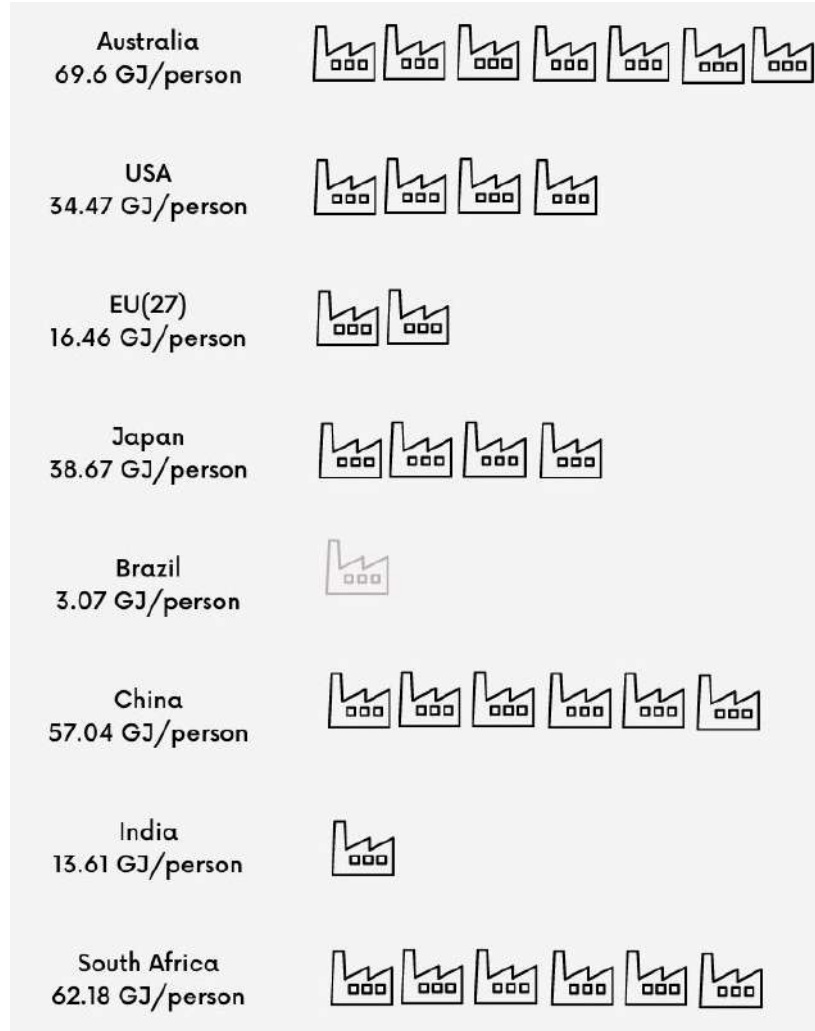 Australia
69.6 GJ/person
USA
34.47 GJ/person
EU(27)
16.46 GJ/person
Japan
38.67 GJ/person
Brazil
3.07 GJ/person
China
57.04 GJ/person
India
13.61 GJ/person
South Africa
62.18 GJ/person